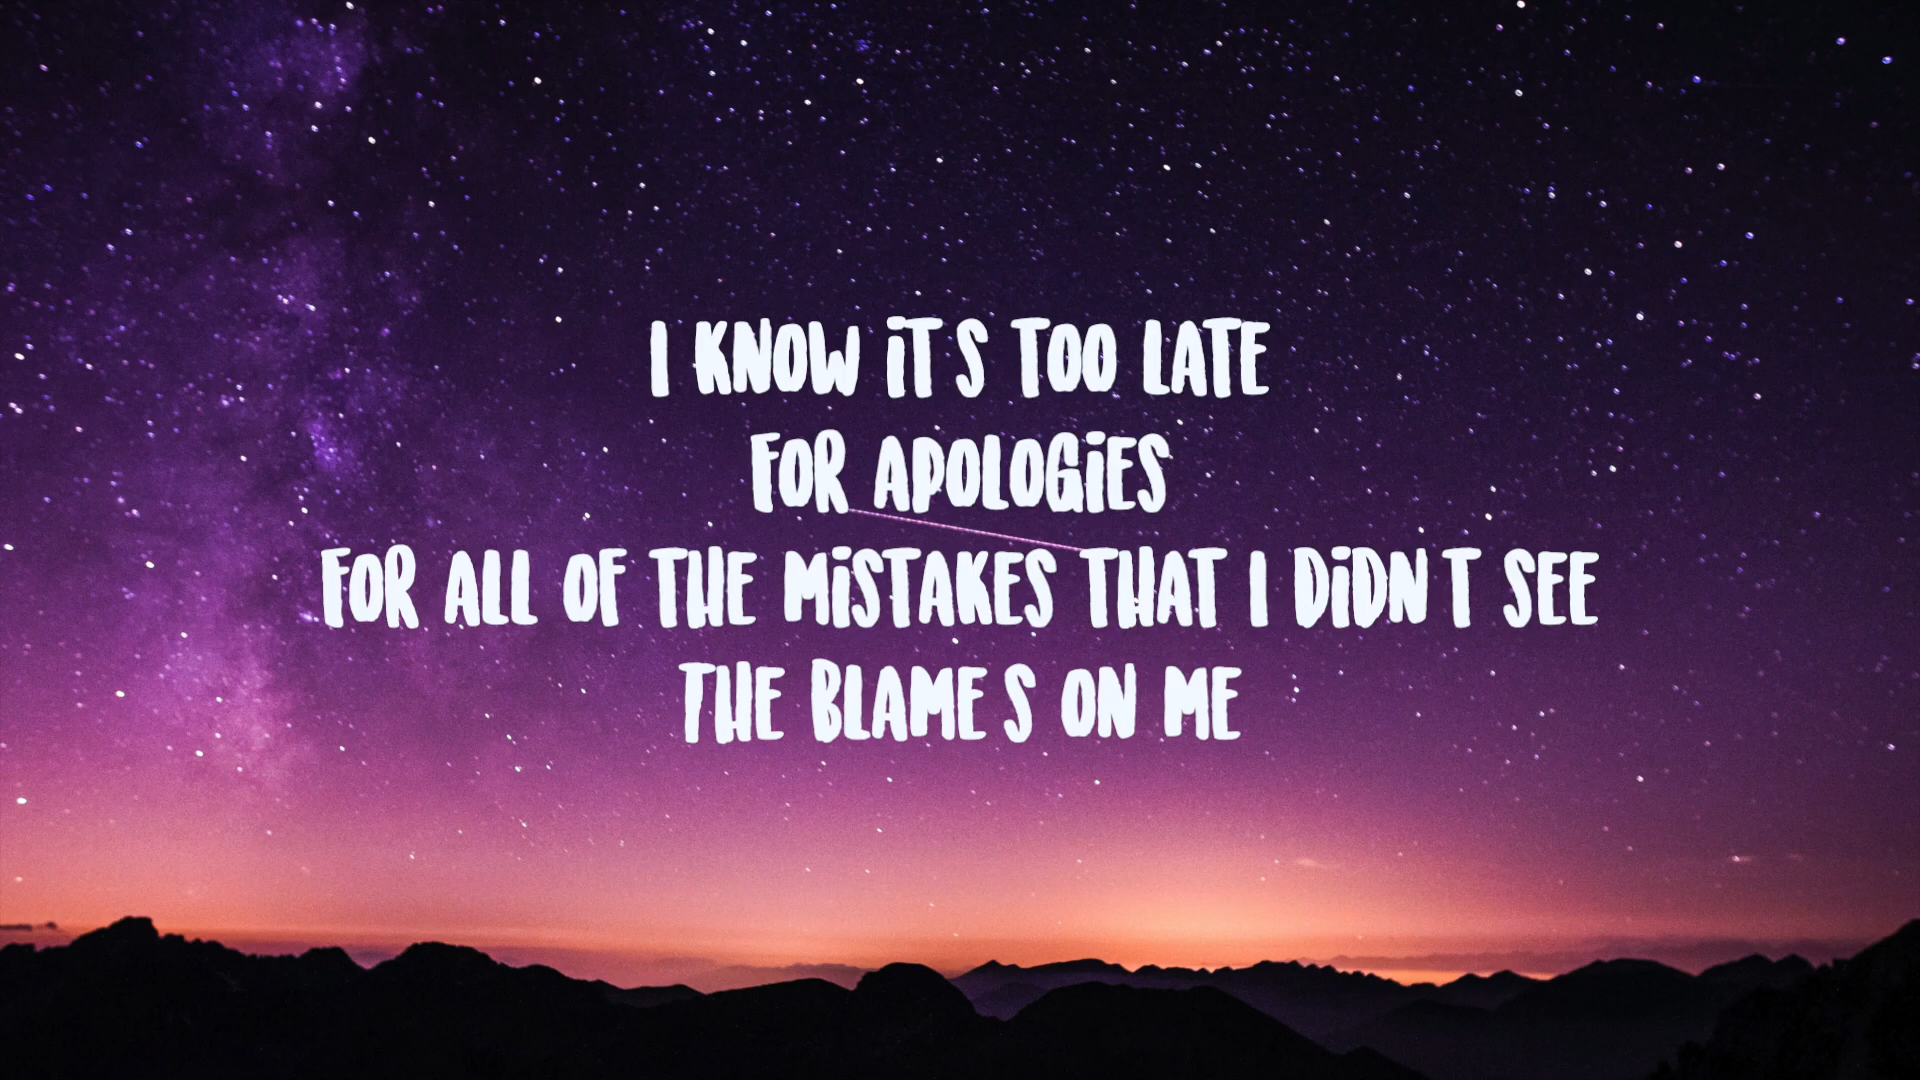 I KNOW iT S TOO LATE
FOR APOLOGiES
FOR ALL OF THE MiSTAKES THAT I DiDN T SEE
THE BLAME S ON ME